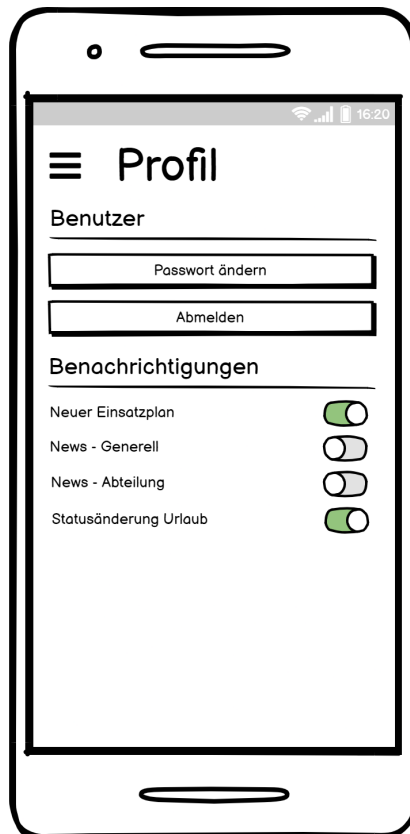 16:20
Profil
Benutzer
Passwort ändern
Abmelden
Benachrichtigungen
Neuer Einsatzplan
News - Generell
News - Abteilung
Statusänderung Urlaub